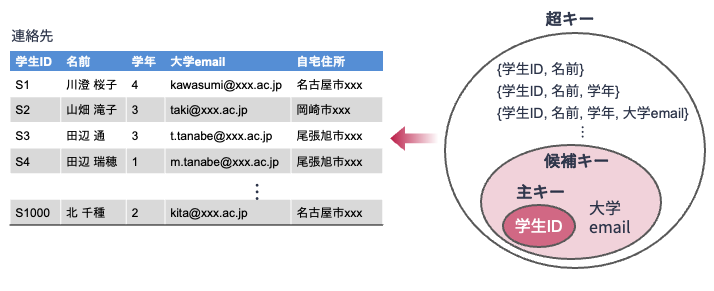 連絡先
学生ID 名前 学年 大学email 自宅住所
S1 川澄 桜子 4 kawasumi@xxx.ac.jp 名古屋市xxx
S2 山畑 滝子 3 taki@xxx.ac.jp 岡崎市xxx
S3 田辺 通 3 t.tanabe@xxx.ac.jp 尾張旭市xxx
S4 田辺 瑞穂 1 m.tanabe@xxx.ac.jp 尾張旭市xxx
⋮
S1000 北 千種 2 kita@xxx.ac.jp 名古屋市xxx
超キー
{学生ID, 名前}
{学生ID, 名前, 学年}
{学生ID, 名前, 学年, 大学email}
⋮
候補キー
主キー
学生ID
大学
email